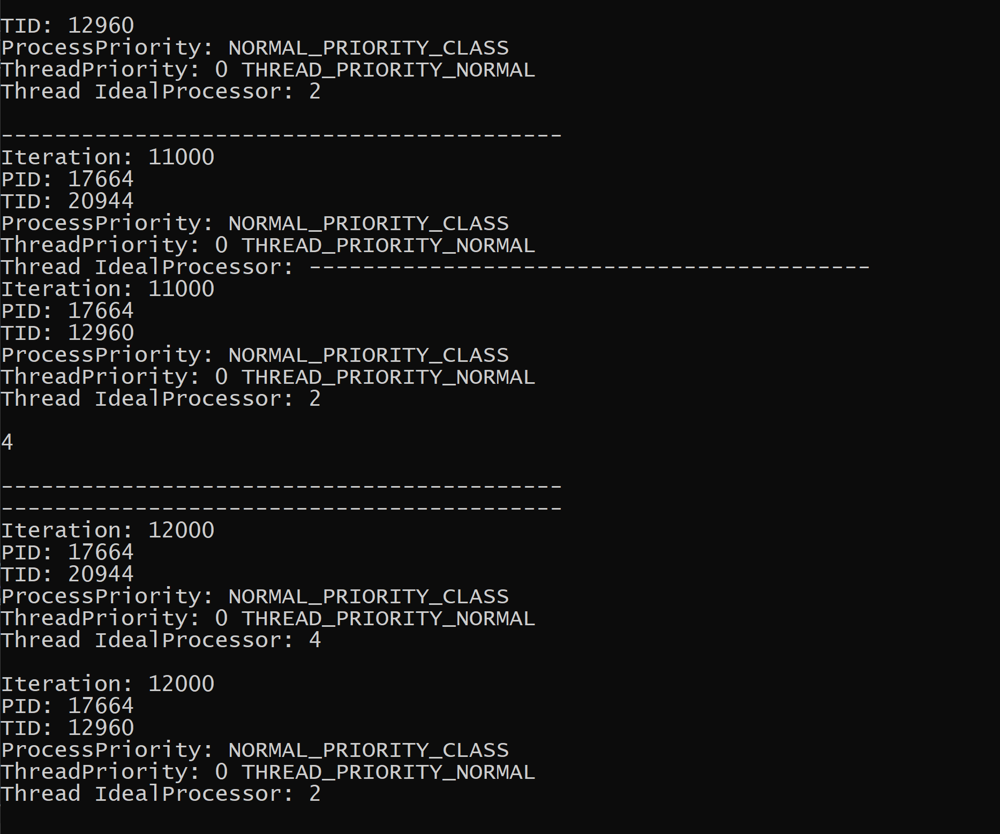 TID: 12960
ProcessPriority: NORMAL_PRIORITY_CLASS
ThreadPriority: 0 THREAD_PRIORITY_NORMAL
Thread IdealProcessor: 2
------------------------------------------
Iteration: 11000
PID: 17664
TID: 20944
ProcessPriority: NORMAL_PRIORITY_CLASS
ThreadPriority: 0 THREAD_PRIORITY_NORMAL
Thread IdealProcessor: ------------------------------------------
Iteration: 11000
PID: 17664
TID: 12960
ProcessPriority: NORMAL_PRIORITY_CLASS
ThreadPriority: 0 THREAD_PRIORITY_NORMAL
Thread IdealProcessor: 2
4
------------------------------------------
------------------------------------------
Iteration: 12000
PID: 17664
TID: 20944
ProcessPriority: NORMAL_PRIORITY_CLASS
ThreadPriority: 0 THREAD_PRIORITY_NORMAL
Thread IdealProcessor: 4
Iteration: 12000
PID: 17664
TID: 12960
ProcessPriority: NORMAL_PRIORITY_CLASS
ThreadPriority: 0 THREAD_PRIORITY_NORMAL
Thread IdealProcessor: 2